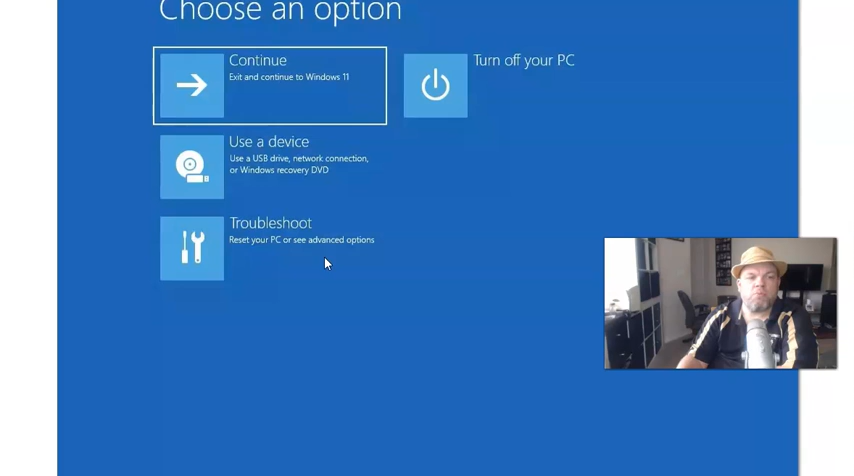 Choose an option
Continue
Exit and continue to Windows 11
Turn off your PC
Use a device
Use a USB drive, network connection,
or Windows recovery DVD
Troubleshoot
Reset your PC or see advanced options